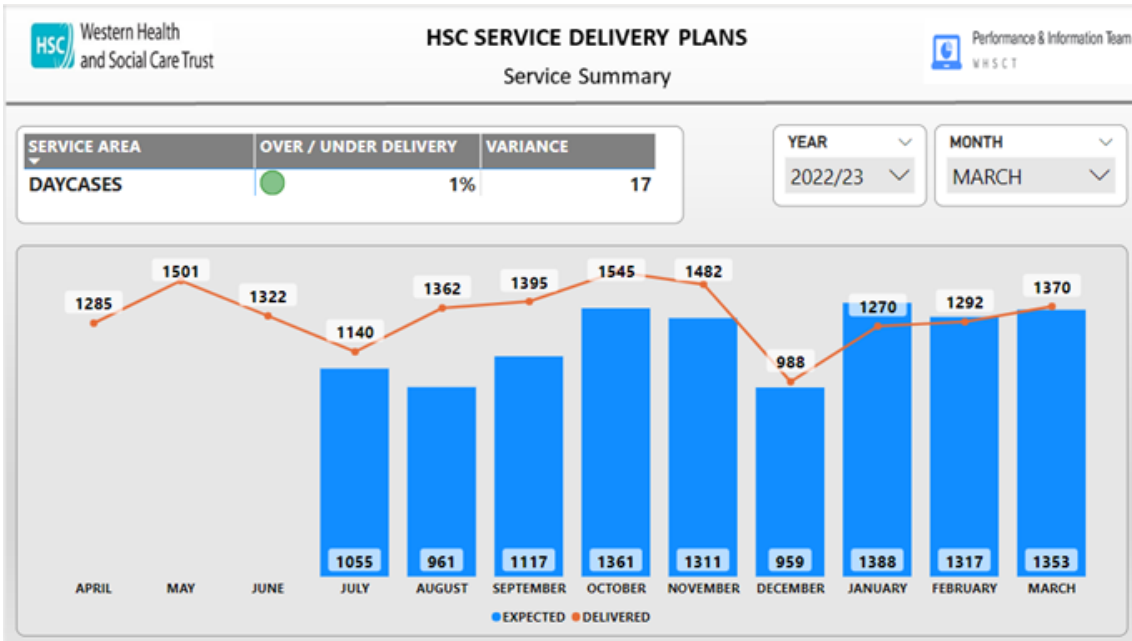 HSC
Western Health
and Social Care Trust
HSC SERVICE DELIVERY PLANS
Service Summary
Performance & Information Team
WHSCT
SERVICE AREA OVER / UNDER DELIVERY VARIANCE
DAYCASES 1% 17
YEAR
2022/23
MONTH
MARCH
1285 1501 1322 1140 1362 1395 1545 1482 988 1270 1292 1370
1055 961 1117 1361 1311 959 1388 1317 1353
APRIL MAY JUNE JULY AUGUST SEPTEMBER OCTOBER NOVEMBER DECEMBER JANUARY FEBRUARY MARCH
EXPECTED DELIVERED